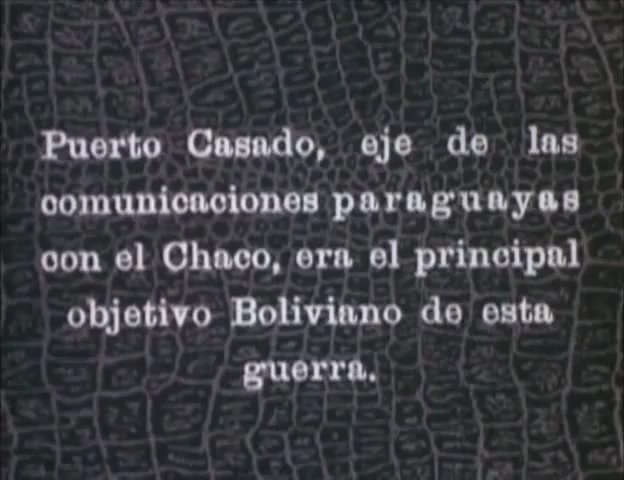 Puerto Casado, eje de las
comunicaciones paraguayas
con el Chaco, era el principal
objetivo Boliviano de esta
guerra.